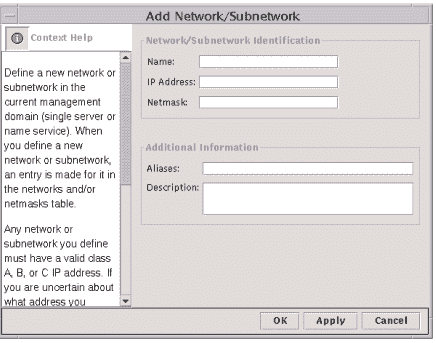 Add Network/Subnetwork
Context Help
Define a new network or
subnetwork in the
current management
domain (single server or
name service). When
you define a new
network or subnetwork,
an entry is made for it in
the networks and/or
netmasks table.
Any network or
subnetwork you define
must have a valid class
A, B, or C IP address. If
you are uncertain about
what address you
Network/Subnetwork Identification
Name:
IP Address:
Netmask:
Additional Information
Aliases:
Description:
OK Apply Cancel